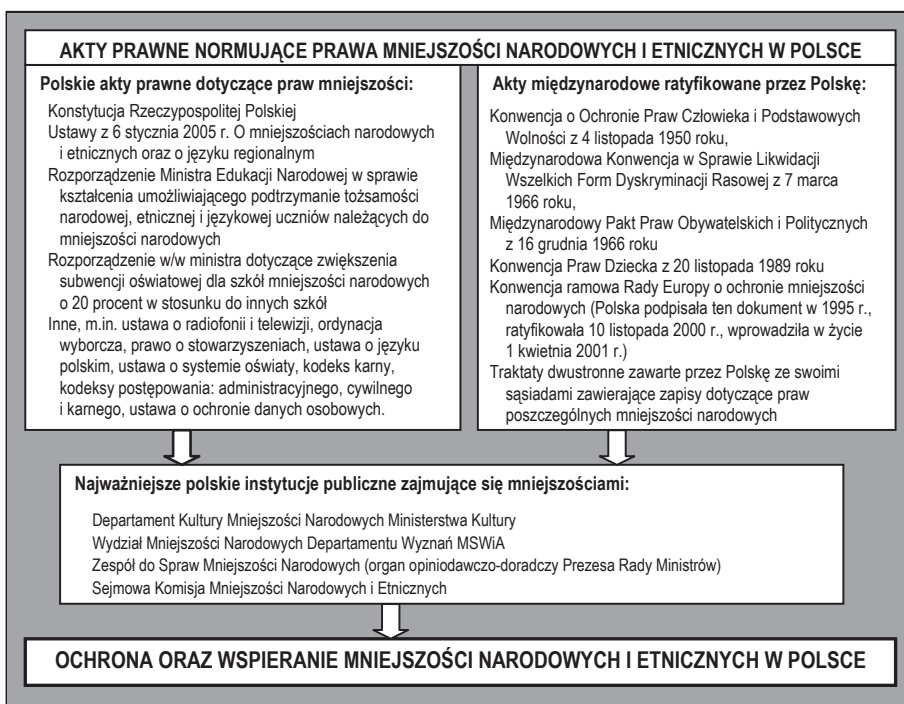 AKTY PRAWNE NORMUJĄCE PRAWA MNIEJSZOŚCI NARODOWYCH I ETNICZNYCH W POLSCE
Polskie akty prawne dotyczące praw mniejszości:
Konstytucja Rzeczypospolitej Polskiej
Ustawy z 6 stycznia 2005 r. O mniejszościach narodowych
i etnicznych oraz o języku regionalnym
Rozporządzenie Ministra Edukacji Narodowej w sprawie
kształcenia umożliwiającego podtrzymanie tożsamości
narodowej, etnicznej i językowej uczniów należących do
mniejszości narodowych
Rozporządzenie w/w ministra dotyczące zwiększenia
subwencji oświatowej dla szkół mniejszości narodowych
o 20 procent w stosunku do innych szkół
Inne, m.in. ustawa o radiofonii i telewizji, ordynacja
wyborcza, prawo o stowarzyszeniach, ustawa o języku
polskim, ustawa o systemie oświaty, kodeks karny,
kodeksy postępowania: administracyjnego, cywilnego
i karnego, ustawa o ochronie danych osobowych.
Akty międzynarodowe ratyfikowane przez Polskę:
Konwencja o Ochronie Praw Człowieka i Podstawowych
Wolności z 4 listopada 1950 roku,
Międzynarodowa Konwencja w Sprawie Likwidacji
Wszelkich Form Dyskryminacji Rasowej z 7 marca
1966 roku,
Międzynarodowy Pakt Praw Obywatelskich i Politycznych
z 16 grudnia 1966 roku
Konwencja Praw Dziecka z 20 listopada 1989 roku
Konwencja ramowa Rady Europy o ochronie mniejszości
narodowych (Polska podpisała ten dokument w 1995 r.,
ratyfikowała 10 listopada 2000 r., wprowadziła w życie
1 kwietnia 2001 r.)
Traktaty dwustronne zawarte przez Polskę ze swoimi
sąsiadami zawierające zapisy dotyczące praw
poszczególnych mniejszości narodowych
Najważniejsze polskie instytucje publiczne zajmujące się mniejszościami:
Departament Kultury Mniejszości Narodowych Ministerstwa Kultury
Wydział Mniejszości Narodowych Departamentu Wyznań MSWiA
Zespół do Spraw Mniejszości Narodowych (organ opiniodawczo-doradczy Prezesa Rady Ministrów)
Sejmowa Komisja Mniejszości Narodowych i Etnicznych
OCHRONA ORAZ WSPIERANIE MNIEJSZOŚCI NARODOWYCH I ETNICZNYCH W POLSCE